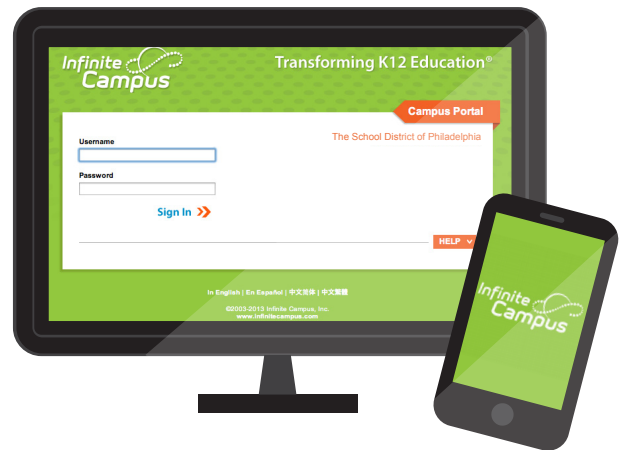 Infinite
Campus
Transforming K12 Education®
Campus Portal
The School District of Philadelphia
Username
Password
Sign In
HELP
In English | En Español | 中文简体 | 中文繁體
©2003-2013 Infinite Campus, Inc.
www.infinitecampus.com
Infinite
Campus